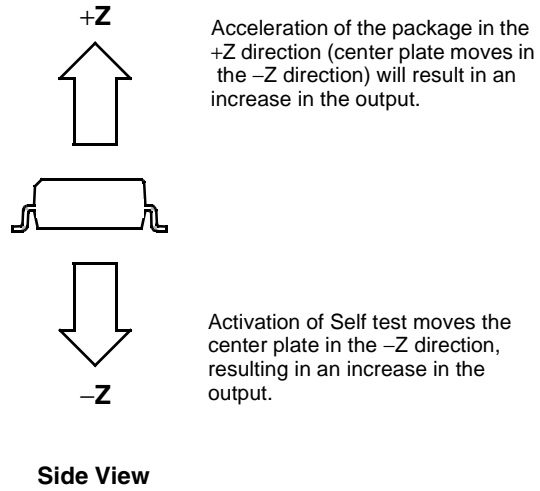 +Z
Acceleration of the package in the
+Z direction (center plate moves in
the −Z direction) will result in an
increase in the output.
Activation of Self test moves the
center plate in the −Z direction,
resulting in an increase in the
output.
−Z
Side View